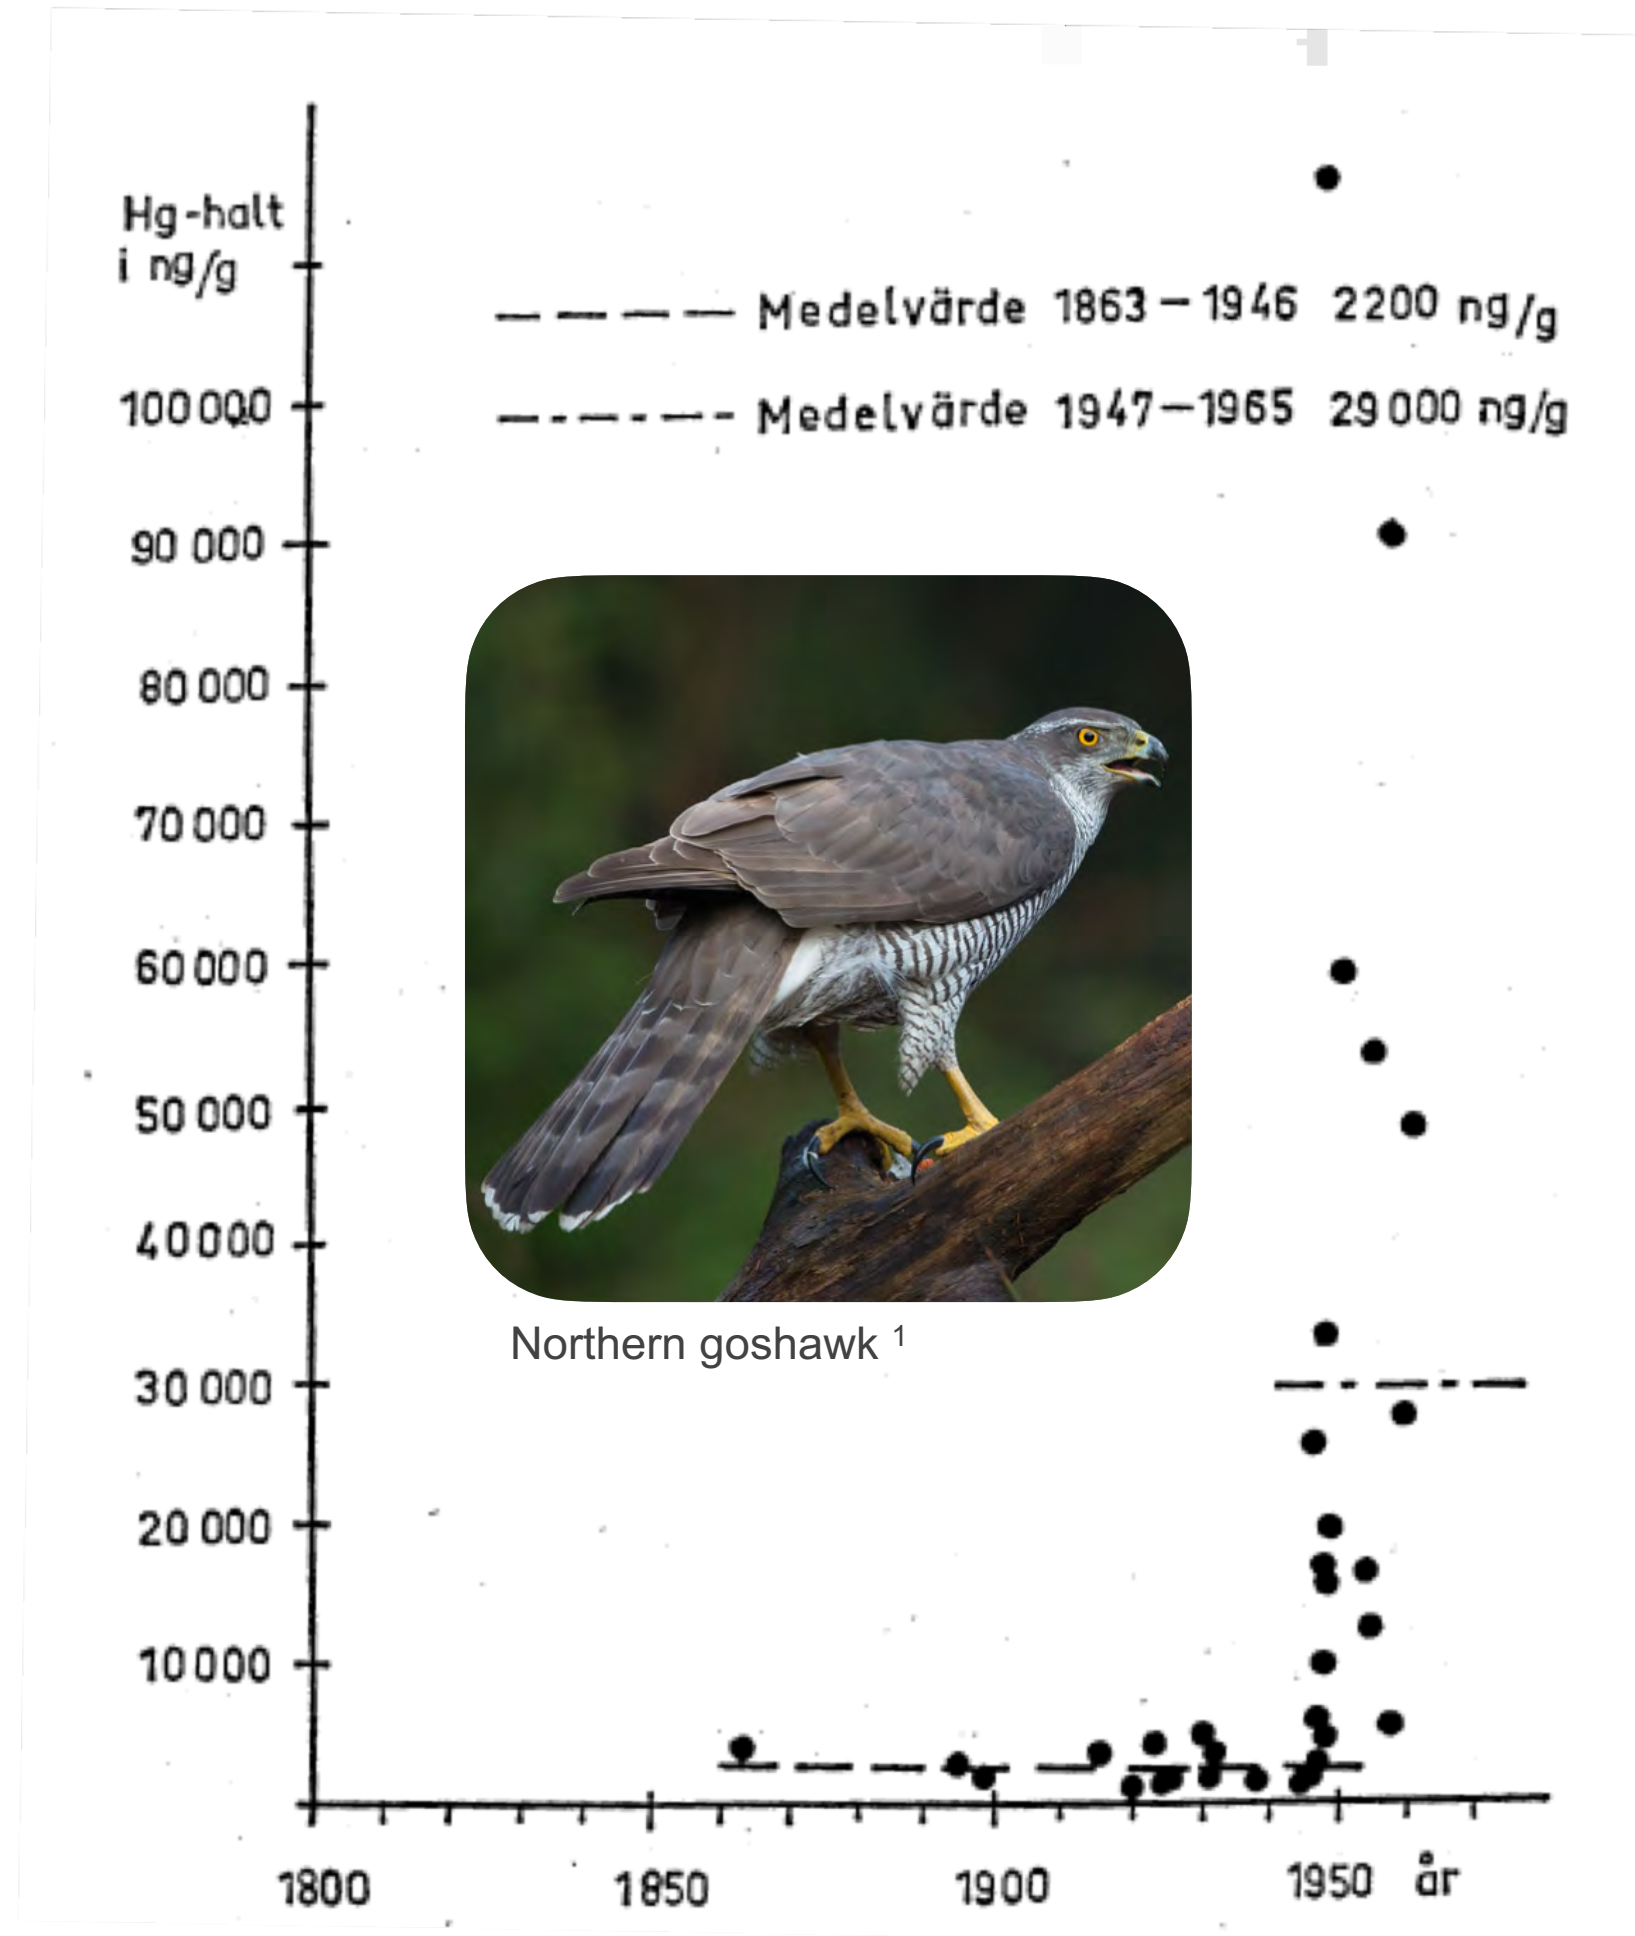 Hg-halt
i ng/g
Medelvärde 1863-1946 2200 ng/g
100 000
Medelvärde 1947-1965 29 000 ng/g
90 000
80 000
70 000
60 000
50 000
40 000
30 000
20 000
10 000
Northern goshawk 1
1800 1850 1900 1950 år